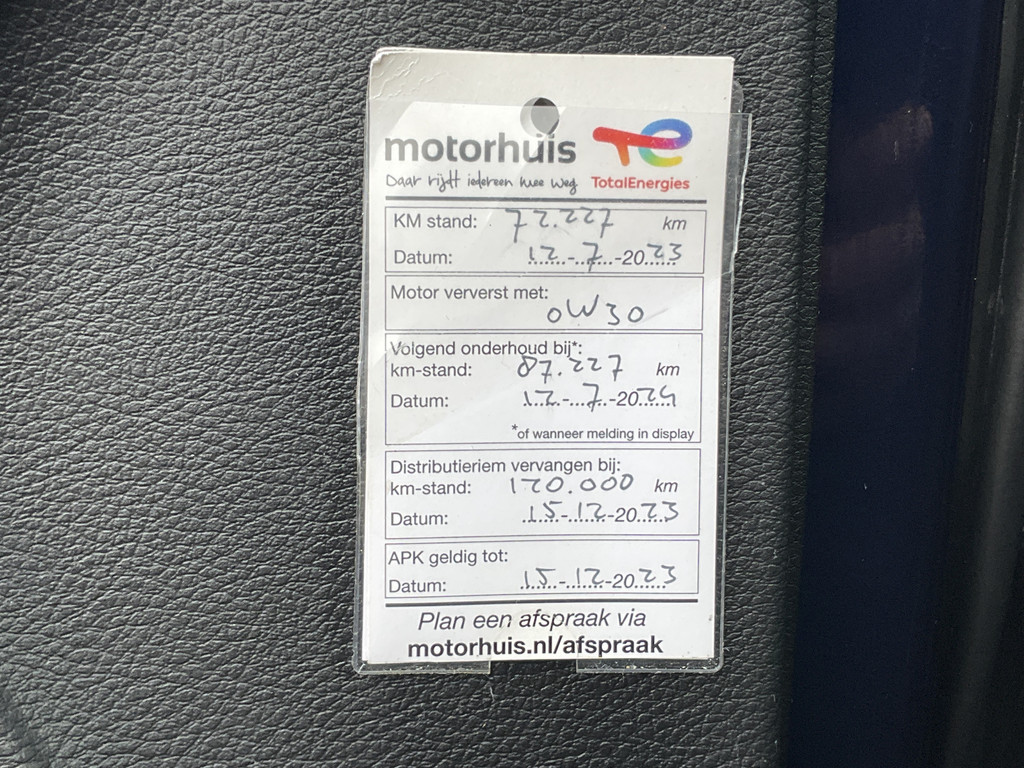 motorhuis
Daar rijdt iedereen mee weg
TotalEnergies
KM stand: 72.227 km
Datum: 12-7-2023
Motor ververst met:
0W30
Volgend onderhoud bij*:
km-stand: 87.227 km
Datum: 12-7-2024
*of wanneer melding in display
Distributieriem vervangen bij:
km-stand: 120.000 km
Datum: 15-12-2023
APK geldig tot:
Datum: 15-12-2023
Plan een afspraak via
motorhuis.nl/afspraak